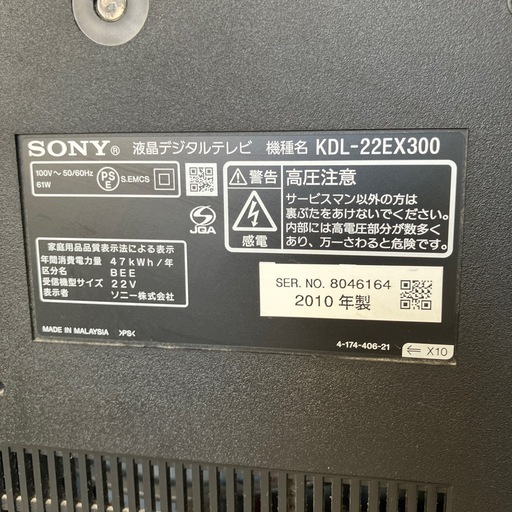 SONY® 液晶デジタルテレビ 機種名 KDL-22EX300
100V～50/60Hz
61W
PS
E
S.EMCS
JQA
⚠警告 高圧注意
感電
サービスマン以外の方は
裏ぶたをあけないでください。
内部には高電圧部分が数多く
あり、万一さわると危険です。
家庭用品品質表示法による表示
年間消費電力量 47kWh/年
区分名 BEE
受信機型サイズ 22V
表示者 ソニー株式会社
SER. NO. 8046164
2010 年製
MADE IN MALAYSIA >PS<
4-174-406-21
⇐ X10